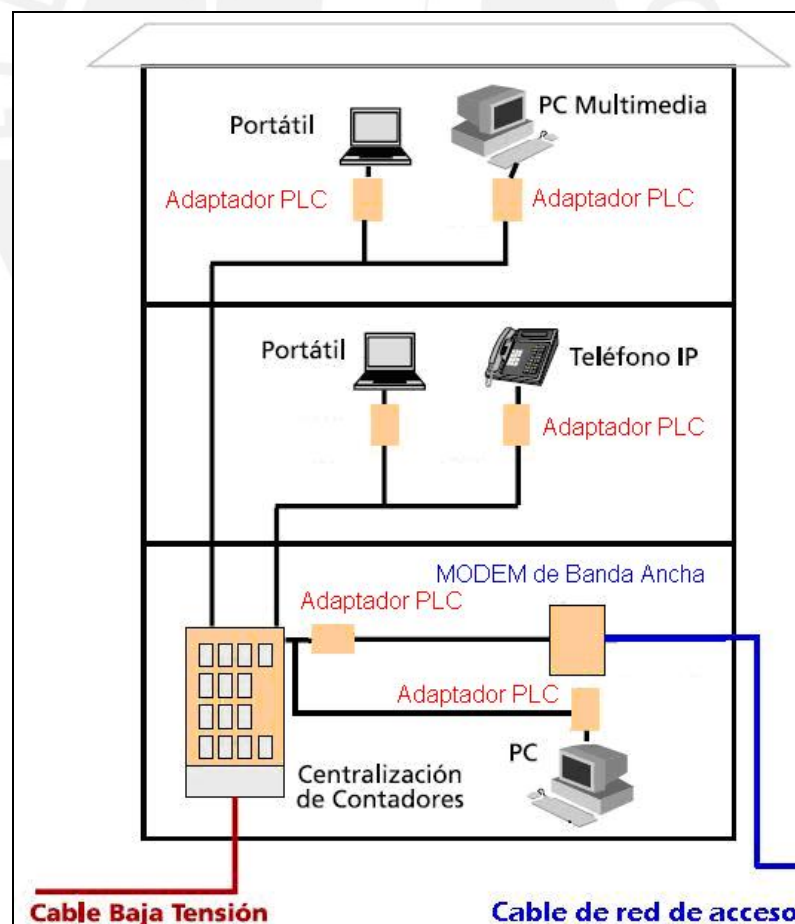 Portátil
PC Multimedia
Adaptador PLC
Adaptador PLC
Portátil
Teléfono IP
Adaptador PLC
MODEM de Banda Ancha
Adaptador PLC
Adaptador PLC
PC
Centralización
de Contadores
Cable Baja Tensión
Cable de red de acceso